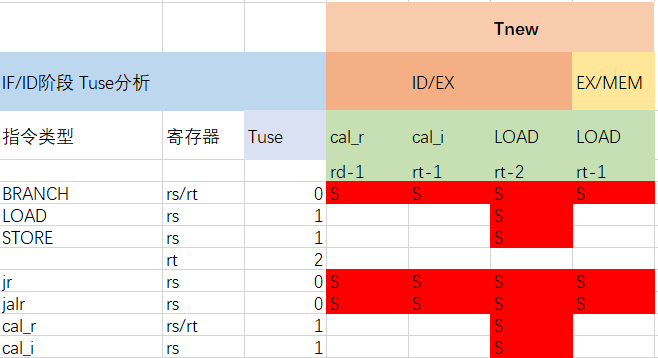 Tnew
IF/ID阶段 Tuse分析 ID/EX EX/MEM
指令类型 寄存器 Tuse cal_r cal_i LOAD LOAD
rd-1 rt-1 rt-2 rt-1
BRANCH rs/rt 0 S S S S
LOAD rs 1 S
STORE rs 1 S
rt 2
jr rs 0 S S S S
jalr rs 0 S S S S
cal_r rs/rt 1 S
cal_i rs 1 S